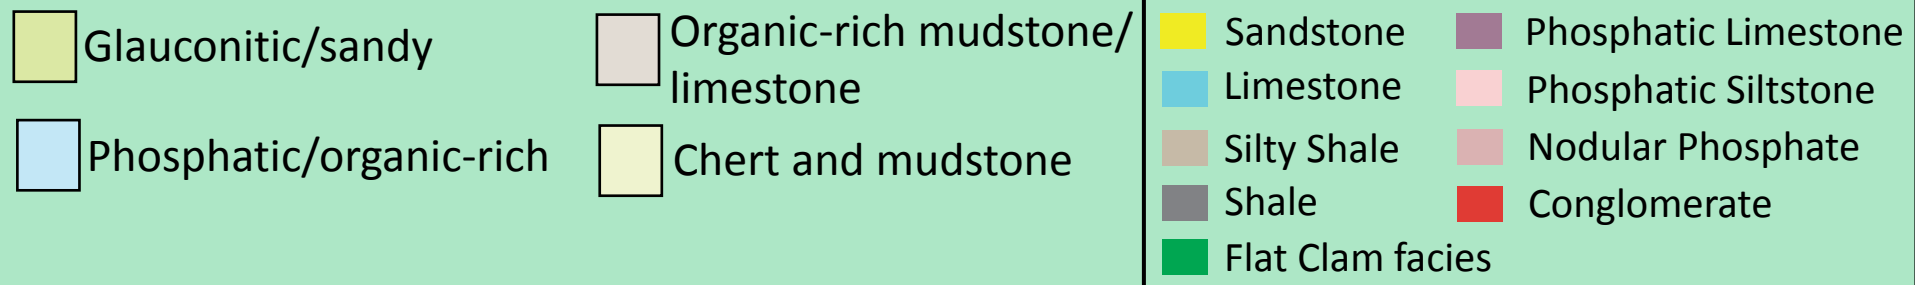 Glauconitic/sandy
Phosphatic/organic-rich
Organic-rich mudstone/
limestone
Chert and mudstone
Sandstone
Limestone
Silty Shale
Shale
Flat Clam facies
Phosphatic Limestone
Phosphatic Siltstone
Nodular Phosphate
Conglomerate